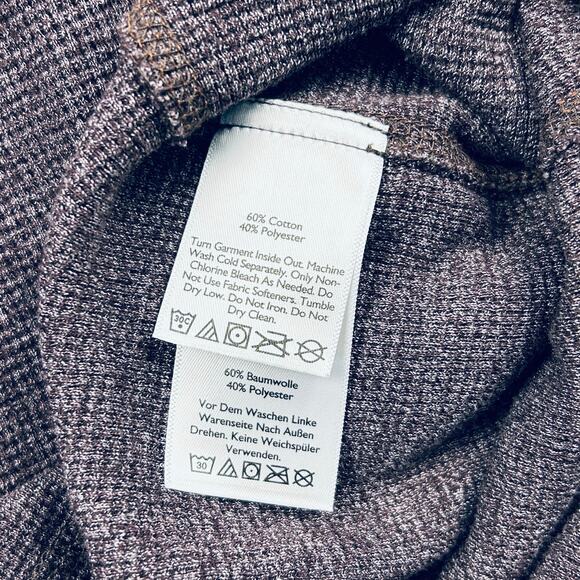 60% Cotton
40% Polyester
Turn Garment Inside Out. Machine
Wash Cold Separately. Only Non-
Chlorine Bleach As Needed. Do
Not Use Fabric Softeners. Tumble
Dry Low. Do Not Iron. Do Not
Dry Clean.
30°
60% Baumwolle
40% Polyester
Vor Dem Waschen Linke
Warenseite Nach Außen
Drehen. Keine Weichspüler
Verwenden.
30